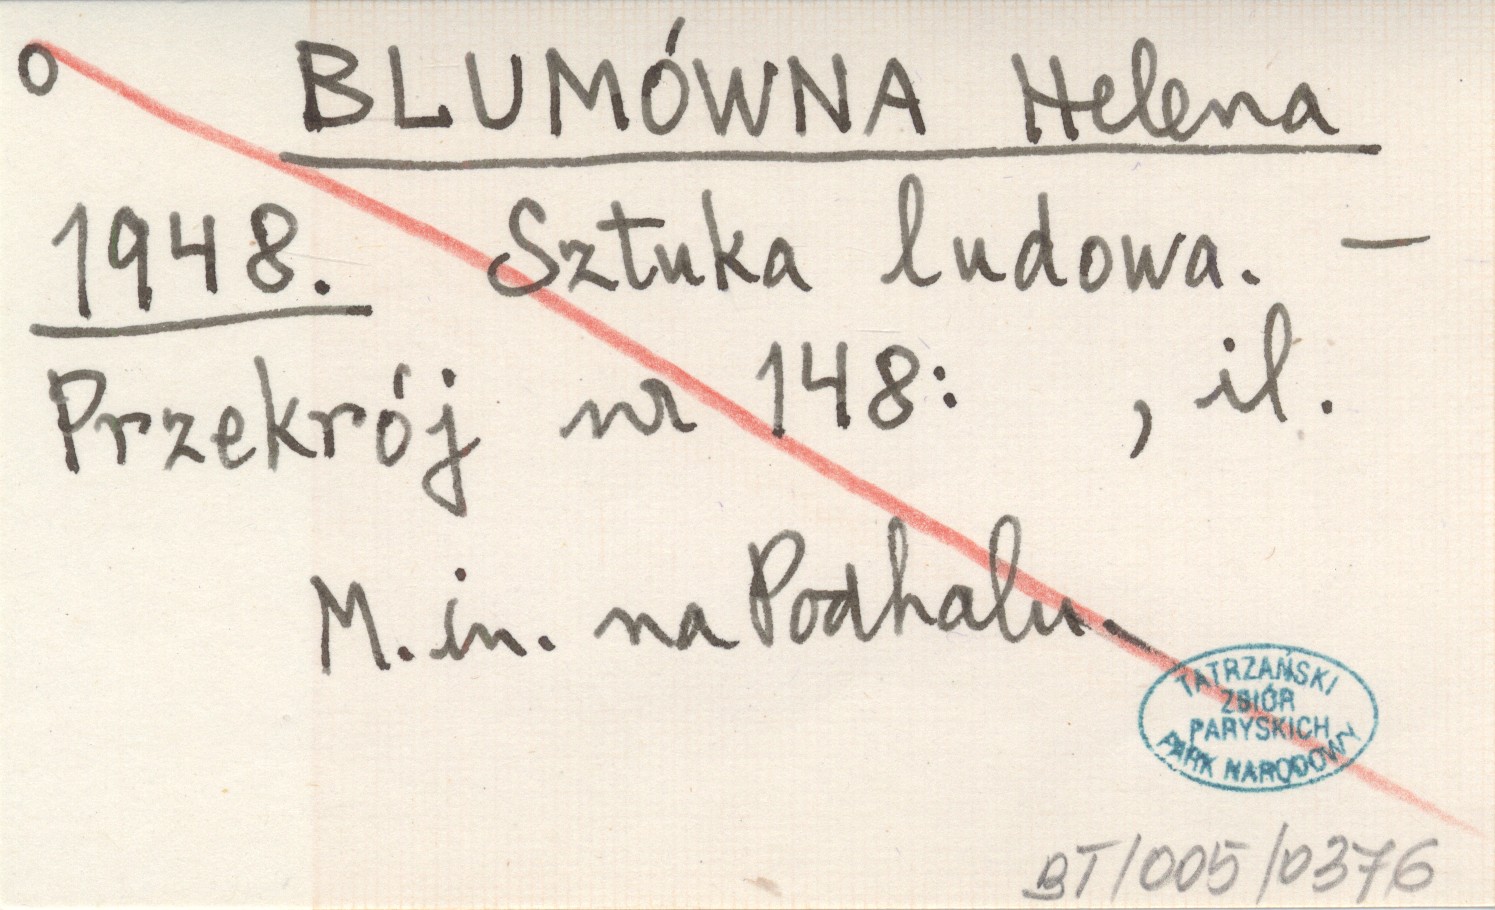 o BLUMÓWNA Helena
1948. Sztuka ludowa. —
Przekrój nr 148: , il.
M. in. na Podhalu.
TATRZAŃSKI
ZBIÓR
PARYSKICH
PARK NARODOWY
BT/005/0376